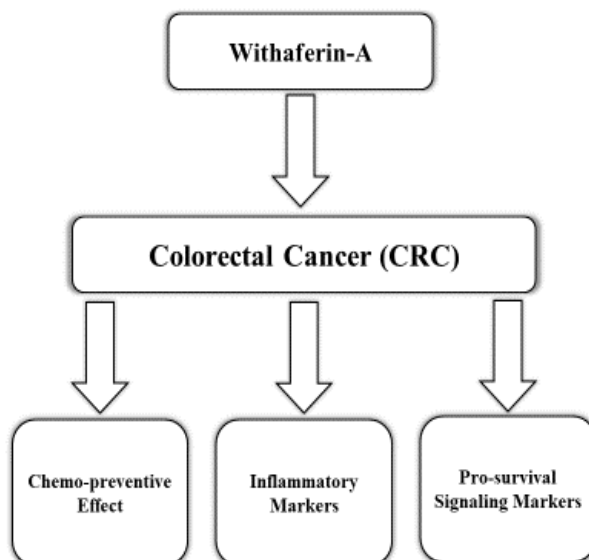 Withaferin-A
Colorectal Cancer (CRC)
Chemo-preventive
Effect
Inflammatory
Markers
Pro-survival
Signaling Markers